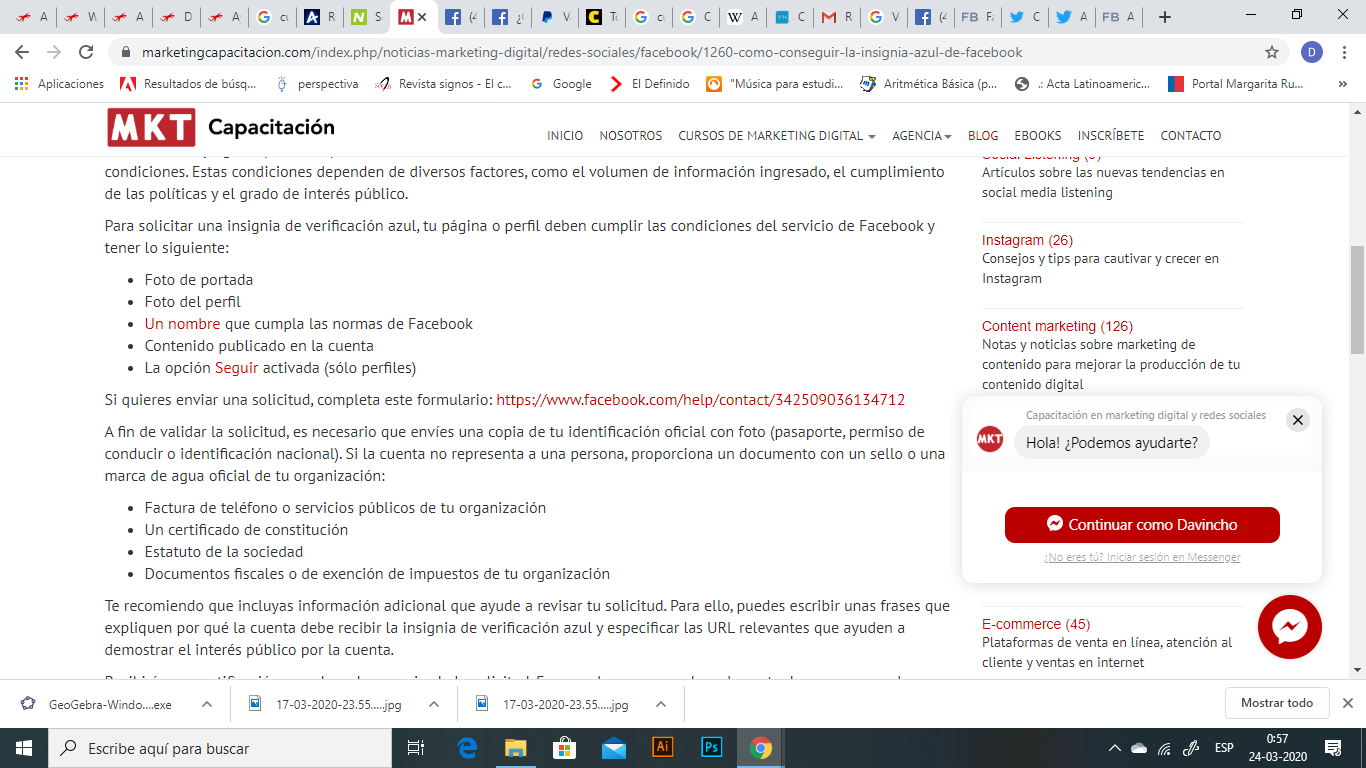 A
W
A
D
A
cu
R
S
M
(4
¿(
Va
To
cu
C
A
C
R
V
(4
Fa
C
A
A
marketingcapacitacion.com/index.php/noticias-marketing-digital/redes-sociales/facebook/1260-como-conseguir-la-insignia-azul-de-facebook
D
Aplicaciones
Resultados de búsq...
perspectiva
Revista signos - El c...
Google
El Definido
"Música para estudi...
Aritmética Básica (p...
.: Acta Latinoameric...
Portal Margarita Ru...
»
MKT Capacitación
INICIO NOSOTROS CURSOS DE MARKETING DIGITAL AGENCIA BLOG EBOOKS INSCRÍBETE CONTACTO
condiciones. Estas condiciones dependen de diversos factores, como el volumen de información ingresado, el cumplimiento
de las políticas y el grado de interés público.
Para solicitar una insignia de verificación azul, tu página o perfil deben cumplir las condiciones del servicio de Facebook y
tener lo siguiente:
• Foto de portada
• Foto del perfil
• Un nombre que cumpla las normas de Facebook
• Contenido publicado en la cuenta
• La opción Seguir activada (sólo perfiles)
Si quieres enviar una solicitud, completa este formulario: https://www.facebook.com/help/contact/342509036134712
A fin de validar la solicitud, es necesario que envíes una copia de tu identificación oficial con foto (pasaporte, permiso de
conducir o identificación nacional). Si la cuenta no representa a una persona, proporciona un documento con un sello o una
marca de agua oficial de tu organización:
• Factura de teléfono o servicios públicos de tu organización
• Un certificado de constitución
• Estatuto de la sociedad
• Documentos fiscales o de exención de impuestos de tu organización
Te recomiendo que incluyas información adicional que ayude a revisar tu solicitud. Para ello, puedes escribir unas frases que
expliquen por qué la cuenta debe recibir la insignia de verificación azul y especificar las URL relevantes que ayuden a
demostrar el interés público por la cuenta.
Social Listening
Artículos sobre las nuevas tendencias en
social media listening
Instagram (26)
Consejos y tips para cautivar y crecer en
Instagram
Content marketing (126)
Notas y noticias sobre marketing de
contenido para mejorar la producción de tu
contenido digital
Capacitación en marketing digital y redes sociales
MKT
Hola! ¿Podemos ayudarte?
Continuar como Davincho
¿No eres tú? Iniciar sesión en Messenger
E-commerce (45)
Plataformas de venta en línea, atención al
cliente y ventas en internet
GeoGebra-Windo....exe
17-03-2020-23.55.....jpg
17-03-2020-23.55.....jpg
Mostrar todo
Escribe aquí para buscar
Ai
Ps
ESP
0:57
24-03-2020